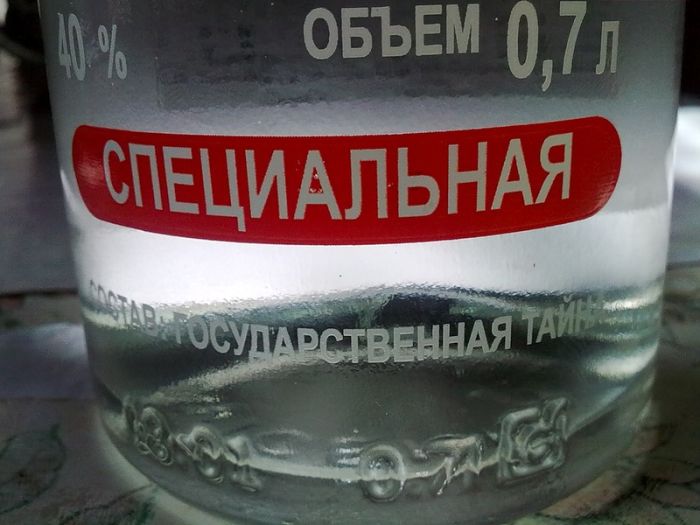 40 % ОБЪЕМ 0,7 л
СПЕЦИАЛЬНАЯ
СОСТАВ: ГОСУДАРСТВЕННАЯ ТАЙНА